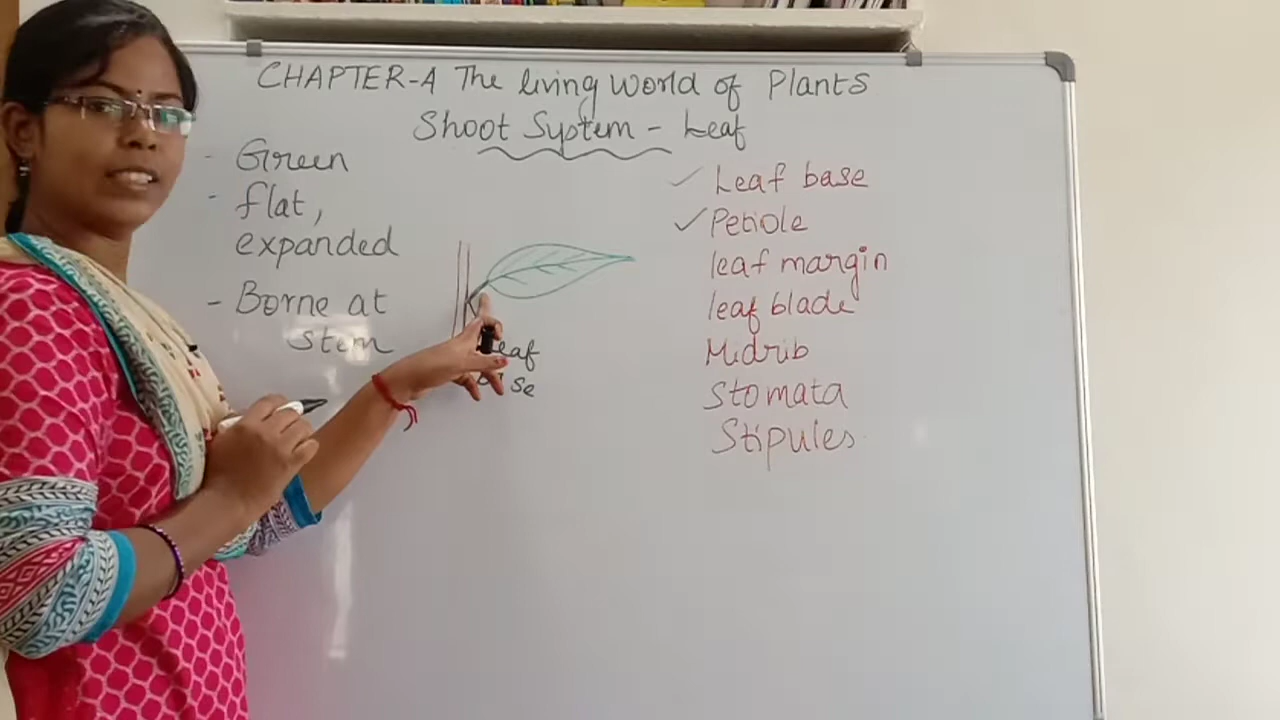 CHAPTER-4 The living World of Plants
Shoot System - Leaf
- Green
- flat,
expanded
- Borne at
stem
✓ Leaf base
✓ Petiole
leaf margin
leaf blade
Midrib
Stomata
Stipules